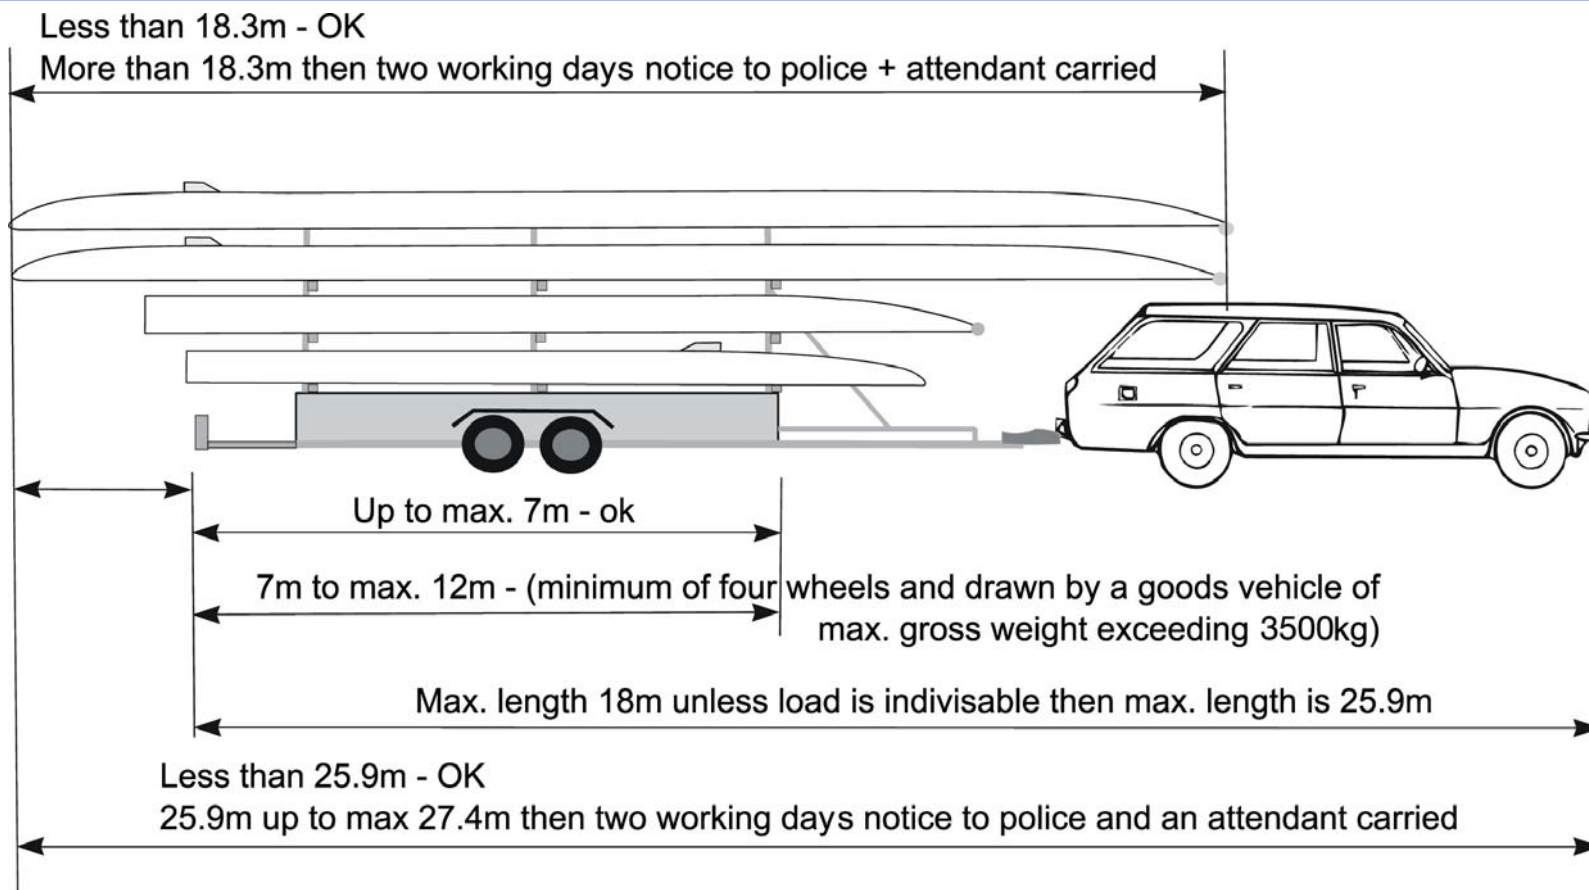 Less than 18.3m - OK
More than 18.3m then two working days notice to police + attendant carried
Up to max. 7m - ok
7m to max. 12m - (minimum of four wheels and drawn by a goods vehicle of
max. gross weight exceeding 3500kg)
Max. length 18m unless load is indivisable then max. length is 25.9m
Less than 25.9m - OK
25.9m up to max 27.4m then two working days notice to police and an attendant carried